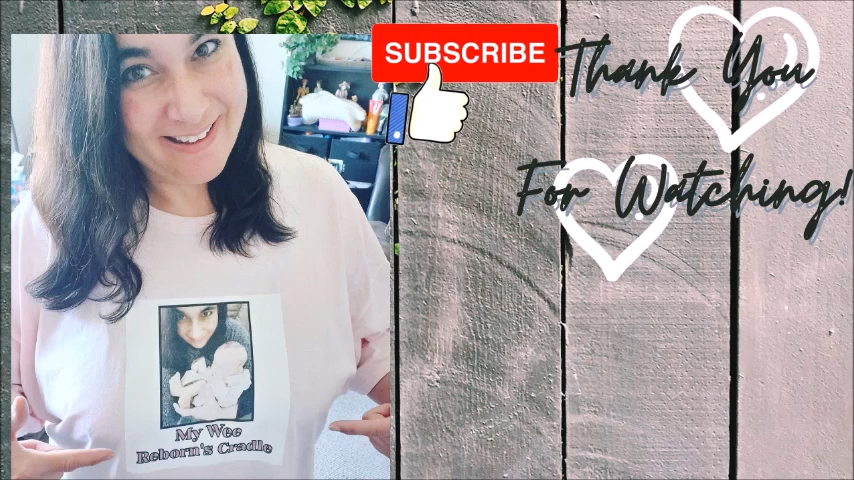 SUBSCRIBE
Thank You
For Watching!
My Wee
Reborn's Cradle